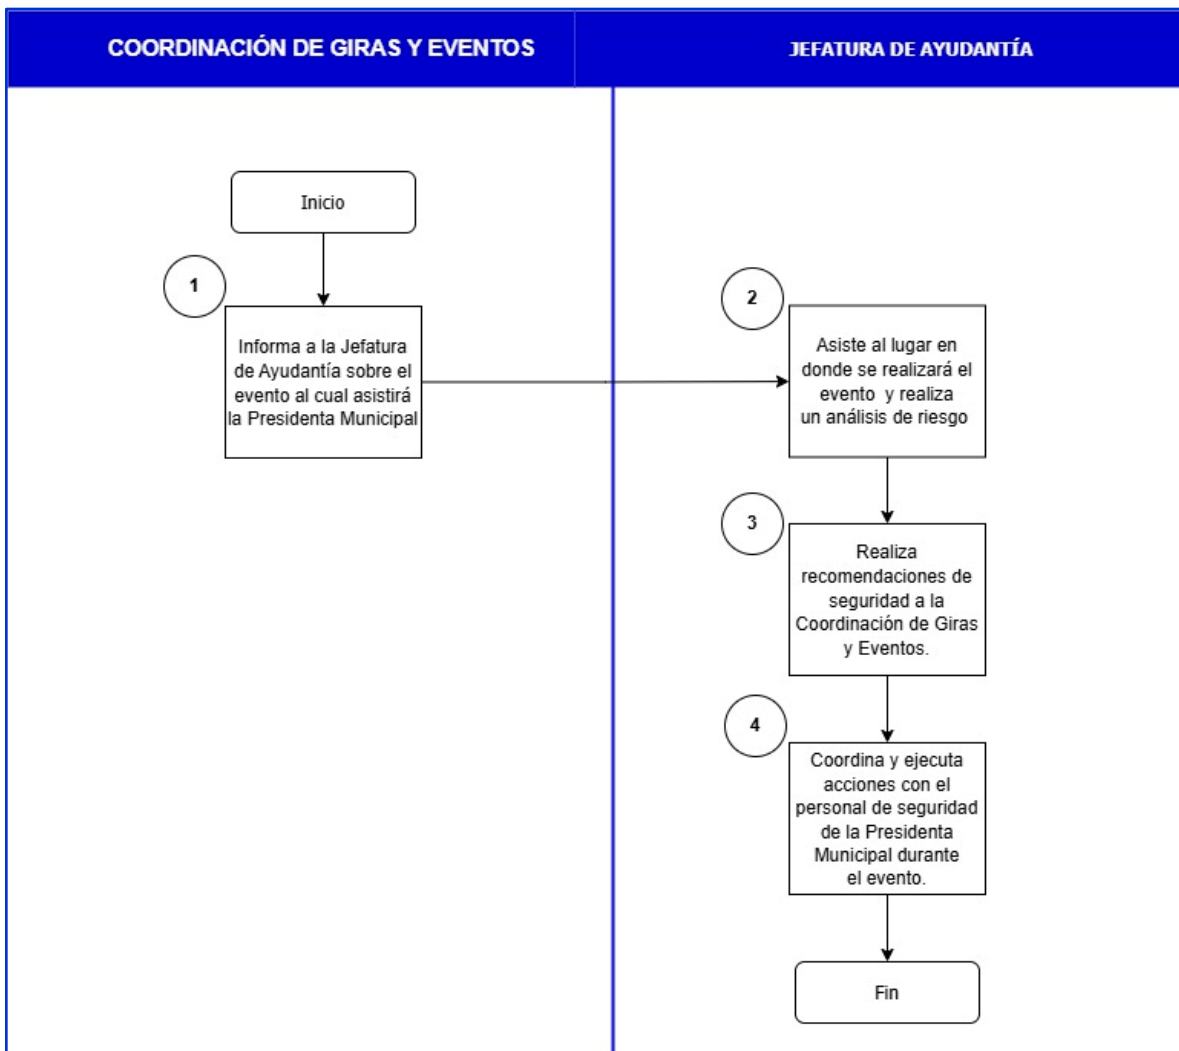 COORDINACIÓN DE GIRAS Y EVENTOS
JEFATURA DE AYUDANTÍA
Inicio
1
Informa a la Jefatura
de Ayudantía sobre el
evento al cual asistirá
la Presidenta Municipal
2
Asiste al lugar en
donde se realizará el
evento y realiza
un análisis de riesgo
3
Realiza
recomendaciones de
seguridad a la
Coordinación de Giras
y Eventos.
4
Coordina y ejecuta
acciones con el
personal de seguridad
de la Presidenta
Municipal durante
el evento.
Fin